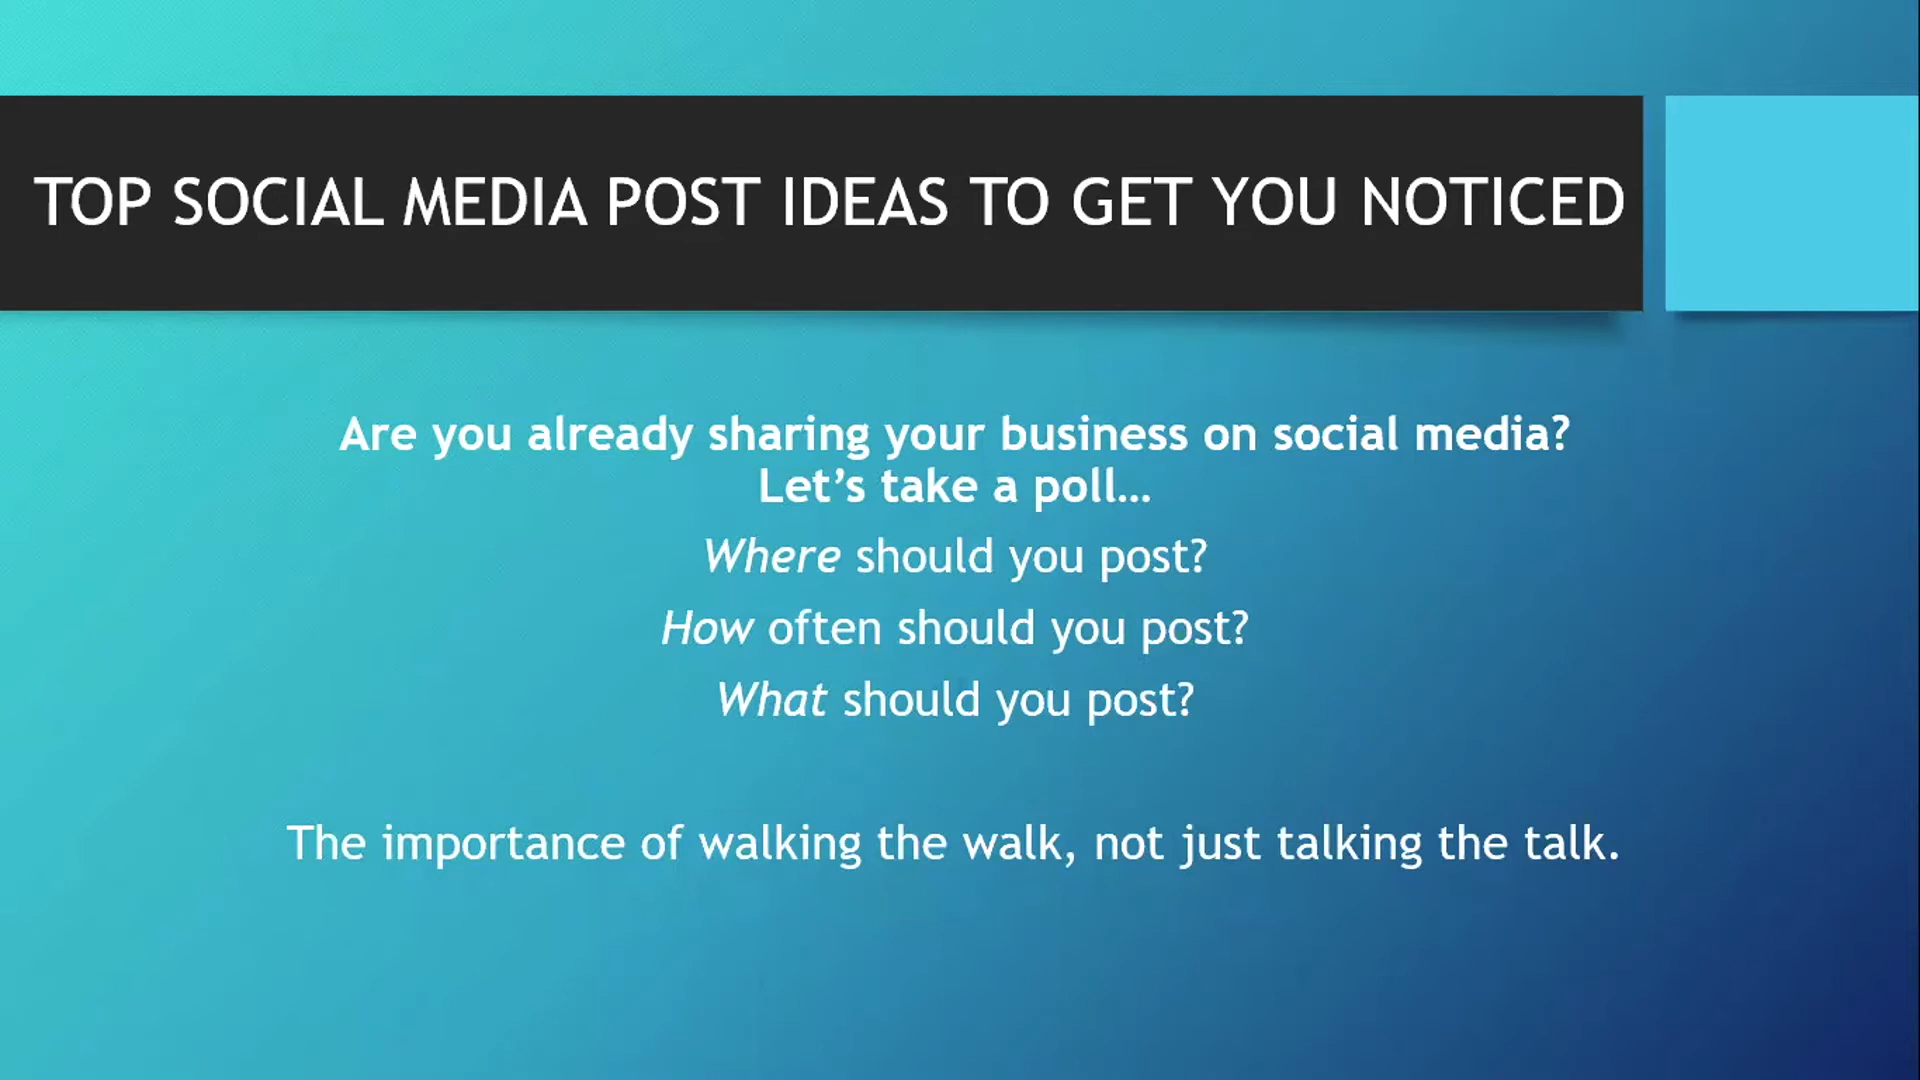 TOP SOCIAL MEDIA POST IDEAS TO GET YOU NOTICED
Are you already sharing your business on social media?
Let’s take a poll…
Where should you post?
How often should you post?
What should you post?
The importance of walking the walk, not just talking the talk.